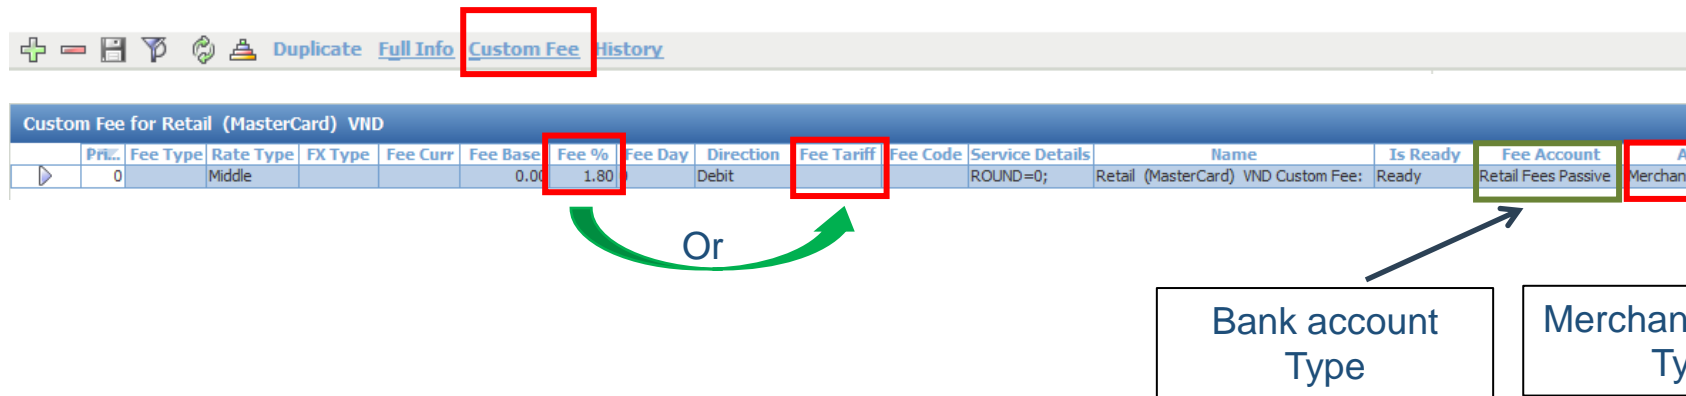 Duplicate Full Info Custom Fee History
Custom Fee for Retail (MasterCard) VND
Pri... Fee Type Rate Type FX Type Fee Curr Fee Base Fee % Fee Day Direction Fee Tariff Fee Code Service Details Name Is Ready Fee Account
0 Middle 0.00 1.80 Debit ROUND=0; Retail (MasterCard) VND Custom Fee: Ready Retail Fees Passive
Or
Bank account
Type